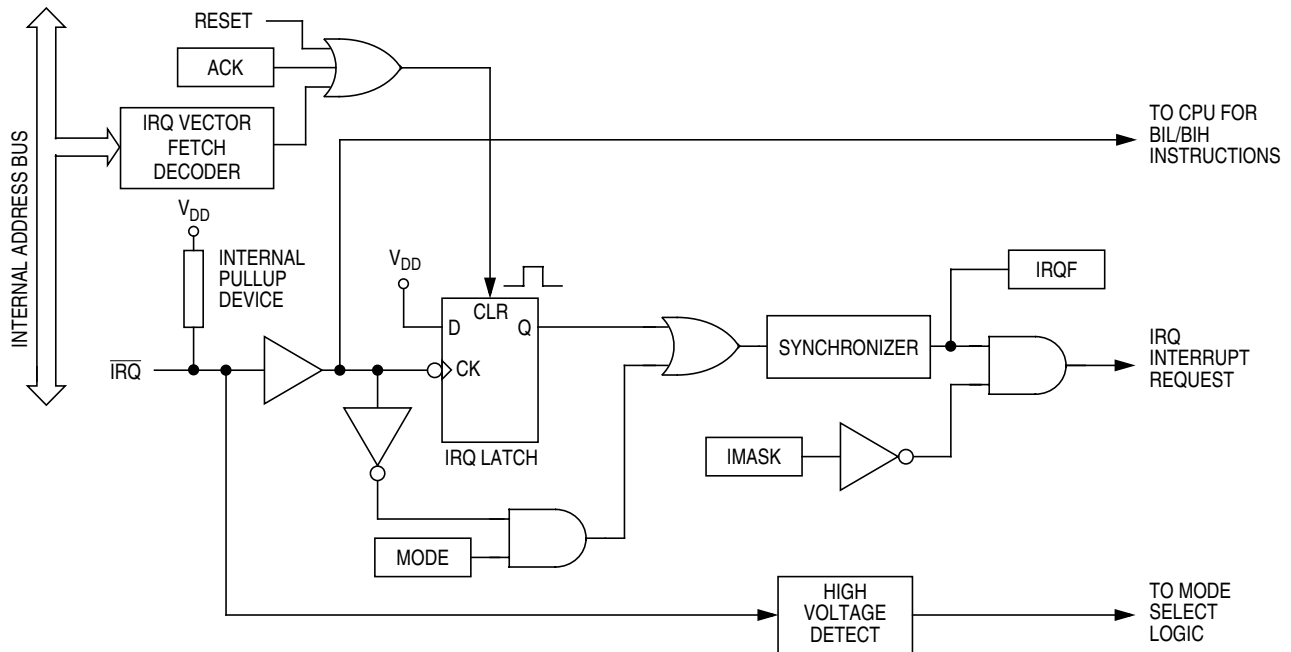 RESET
ACK
INTERNAL ADDRESS BUS
IRQ VECTOR
FETCH
DECODER
TO CPU FOR
BIL/BIH
INSTRUCTIONS
VDD
INTERNAL
PULLUP
DEVICE
VDD
CLR
D
Q
CK
IRQ LATCH
IRQ
SYNCHRONIZER
IRQF
IRQ
INTERRUPT
REQUEST
IMASK
MODE
HIGH
VOLTAGE
DETECT
TO MODE
SELECT
LOGIC